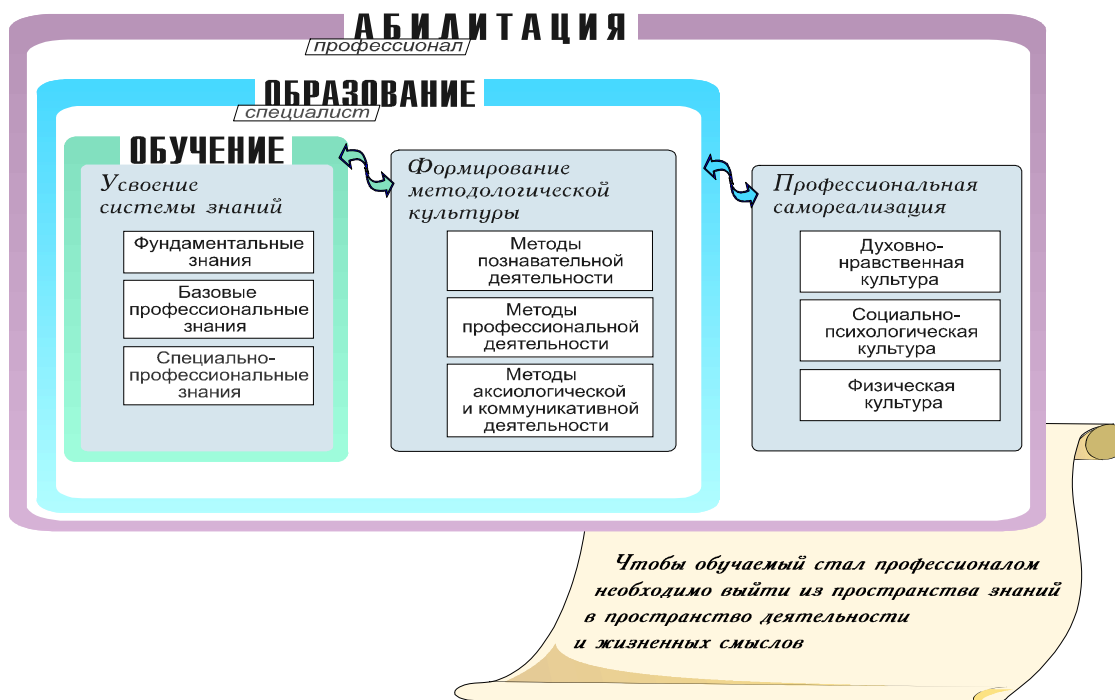 АБИЛИТАЦИЯ
профессионал
ОБРАЗОВАНИЕ
специалист
ОБУЧЕНИЕ
Усвоение
системы знаний
Фундаментальные
знания
Базовые
профессиональные
знания
Специально-
профессиональные
знания
Формирование
методологической
культуры
Методы
познавательной
деятельности
Методы
профессиональной
деятельности
Методы
аксиологической
и коммуникативной
деятельности
Профессиональная
самореализация
Духовно-
нравственная
культура
Социально-
психологическая
культура
Физическая
культура
Чтобы обучаемый стал профессионалом
необходимо выйти из пространства знаний
в пространство деятельности
и жизненных смыслов